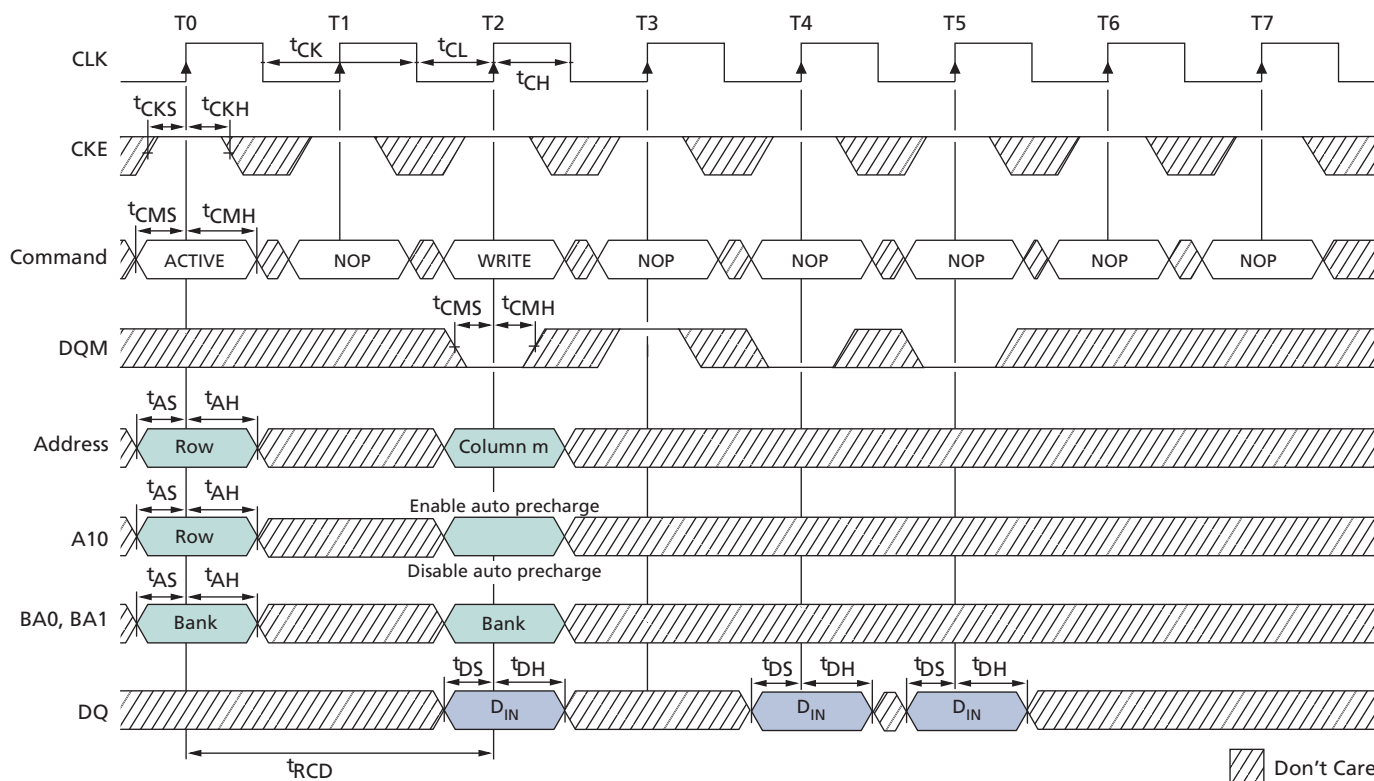 T0 T1 T2 T3 T4 T5 T6 T7
CLK
tCK tCL
tCH
tCKS tCKH
CKE
tCMS tCMH
Command ACTIVE NOP WRITE NOP NOP NOP NOP NOP
tCMS tCMH
DQM
tAS tAH
Address Row Column m
tAS tAH Enable auto precharge
A10 Row
Disable auto precharge
tAS tAH
BA0, BA1 Bank Bank
tDS tDH tDS tDH tDS tDH
DQ DIN DIN DIN
tRCD
Don't Care